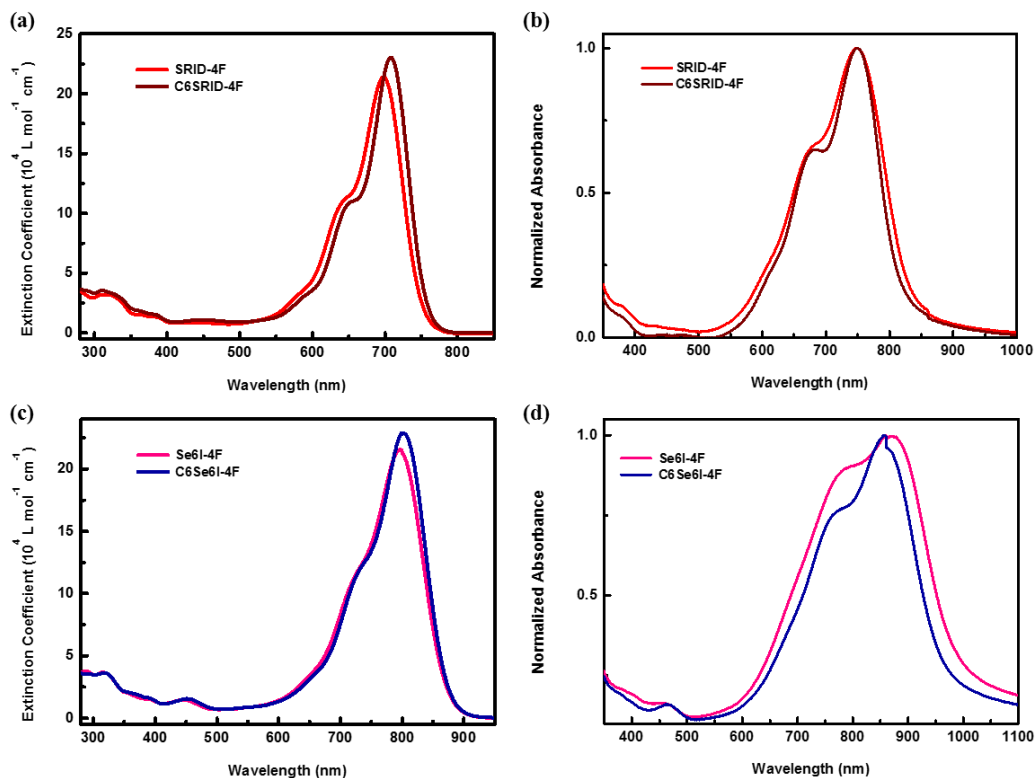 (a)
25
20
15
10
5
0
Extinction Coefficient (10⁴ L mol⁻¹ cm⁻¹)
SRID-4F
C6SRID-4F
300 400 500 600 700 800
Wavelength (nm)
(b)
1.0
0.5
0.0
Normalized Absorbance
SRID-4F
C6SRID-4F
400 500 600 700 800 900 1000
Wavelength (nm)
(c)
20
15
10
5
0
Extinction Coefficient (10⁴ L mol⁻¹ cm⁻¹)
Se6I-4F
C6Se6I-4F
300 400 500 600 700 800 900
Wavelength (nm)
(d)
1.0
0.5
Normalized Absorbance
Se6I-4F
C6Se6I-4F
400 500 600 700 800 900 1000 1100
Wavelength (nm)